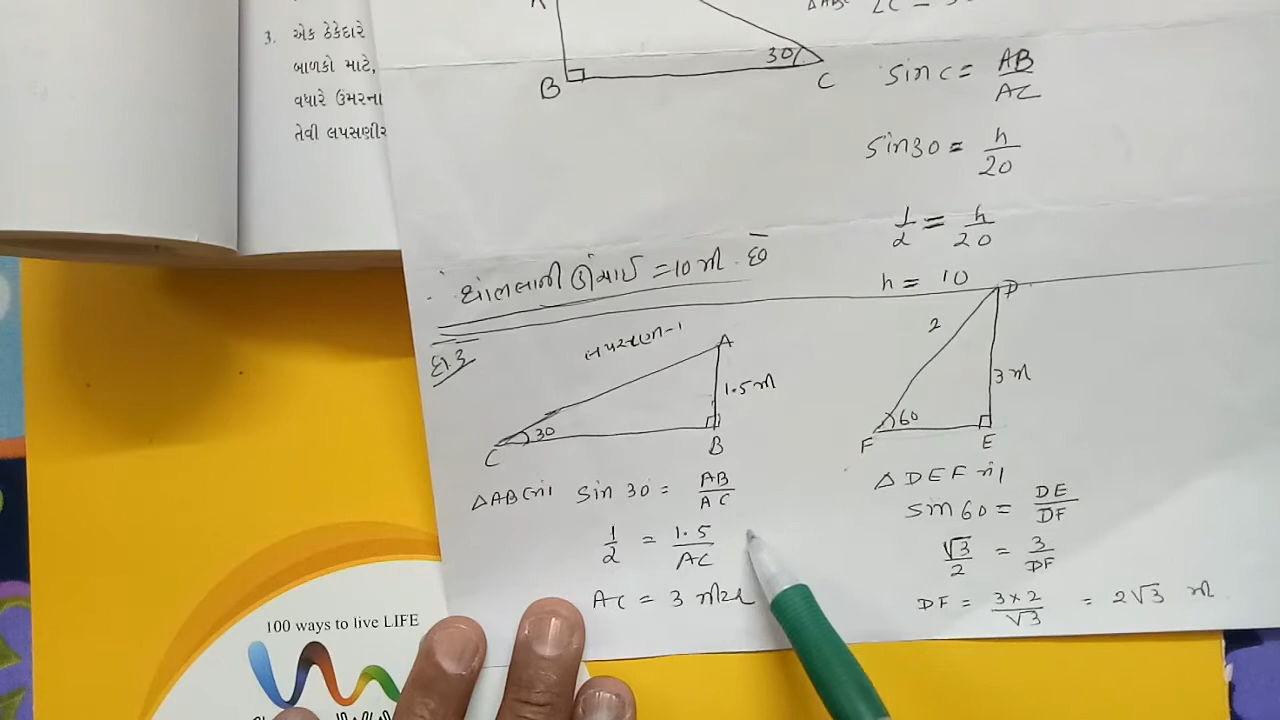 3. એક ઠેકેદારે
બાળકો માટે,
વધારે ઉંમરના
તેવી લપસણી
B
30
C
sin C = AB/AC
sin 30 = h/20
1/2 = h/20
h = 10
∴ થાંભલાની ઊંચાઈ = 10 મી. છે
દા.3
લપસણી-1
A
1.5 મી
30
C
B
△ABC માં sin 30 = AB/AC
1/2 = 1.5/AC
AC = 3 મીટર
D
2
3 મી
60
F
E
△DEF માં
sin 60 = DE/DF
√3/2 = 3/DF
DF = 3×2/√3 = 2√3 મી.
100 ways to live LIFE